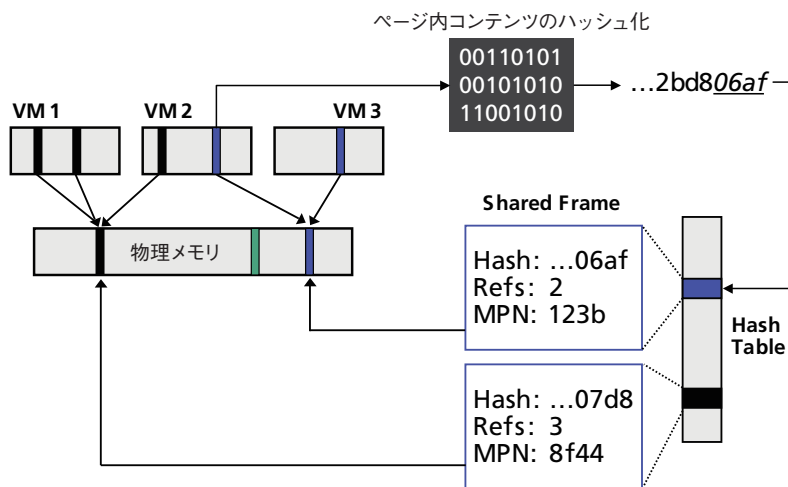 ページ内コンテンツのハッシュ化
00110101
00101010
11001010
...2bd806af
VM 1
VM 2
VM 3
物理メモリ
Shared Frame
Hash: ...06af
Refs: 2
MPN: 123b
Hash
Table
Hash: ...07d8
Refs: 3
MPN: 8f44